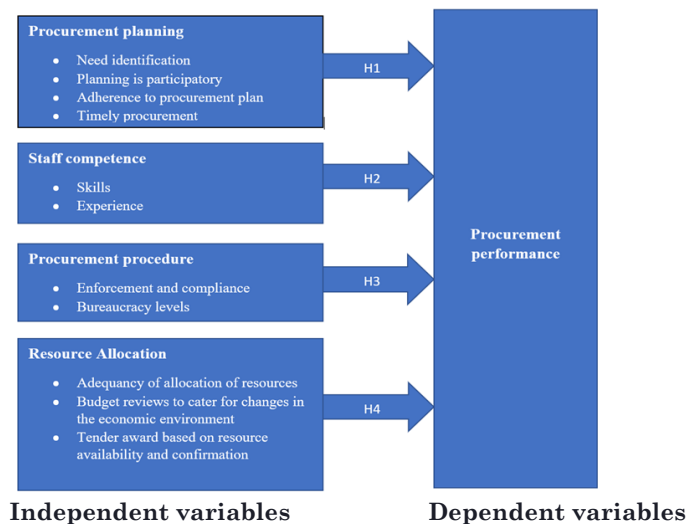 Procurement planning
• Need identification
• Planning is participatory
• Adherence to procurement plan
• Timely procurement
H1
Staff competence
• Skills
• Experience
H2
Procurement procedure
• Enforcement and compliance
• Bureaucracy levels
H3
Resource Allocation
• Adequancy of allocation of resources
• Budget reviews to cater for changes in
the economic environment
• Tender award based on resource
availability and confirmation
H4
Procurement
performance
Independent variables
Dependent variables